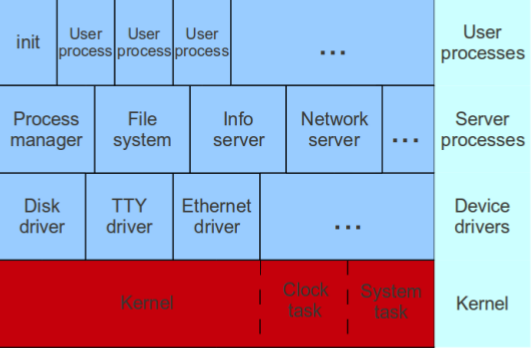 init
User
process
User
process
User
process
...
User
processes
Process
manager
File
system
Info
server
Network
server
...
Server
processes
Disk
driver
TTY
driver
Ethernet
driver
...
Device
drivers
Kernel
Clock
task
System
task
Kernel